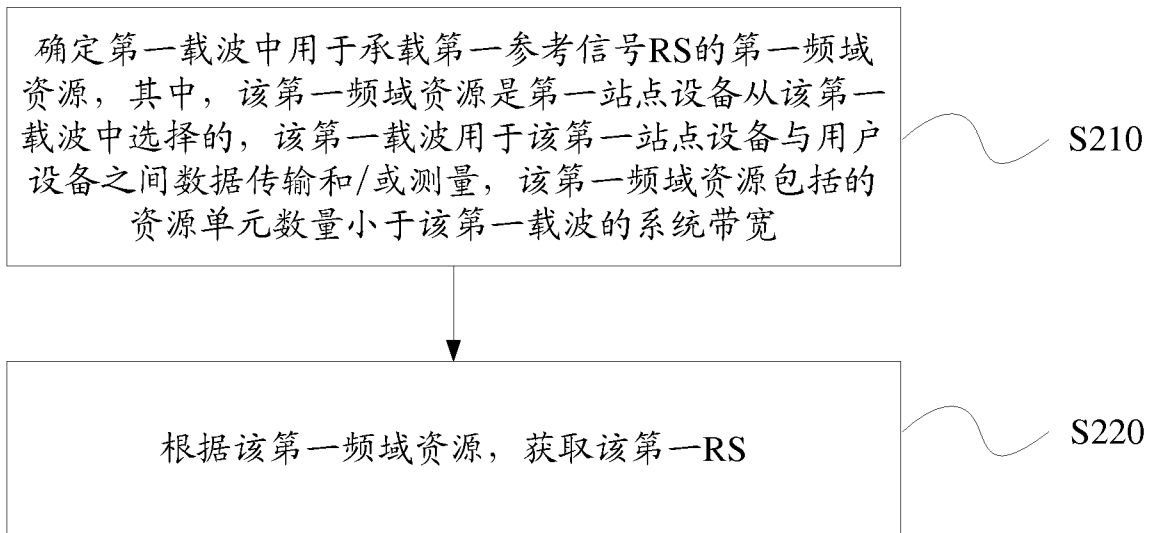 确定第一载波中用于承载第一参考信号RS的第一频域
资源，其中，该第一频域资源是第一站点设备从该第一
载波中选择的，该第一载波用于该第一站点设备与用户
设备之间数据传输和/或测量，该第一频域资源包括的
资源单元数量小于该第一载波的系统带宽
S210
根据该第一频域资源，获取该第一RS
S220